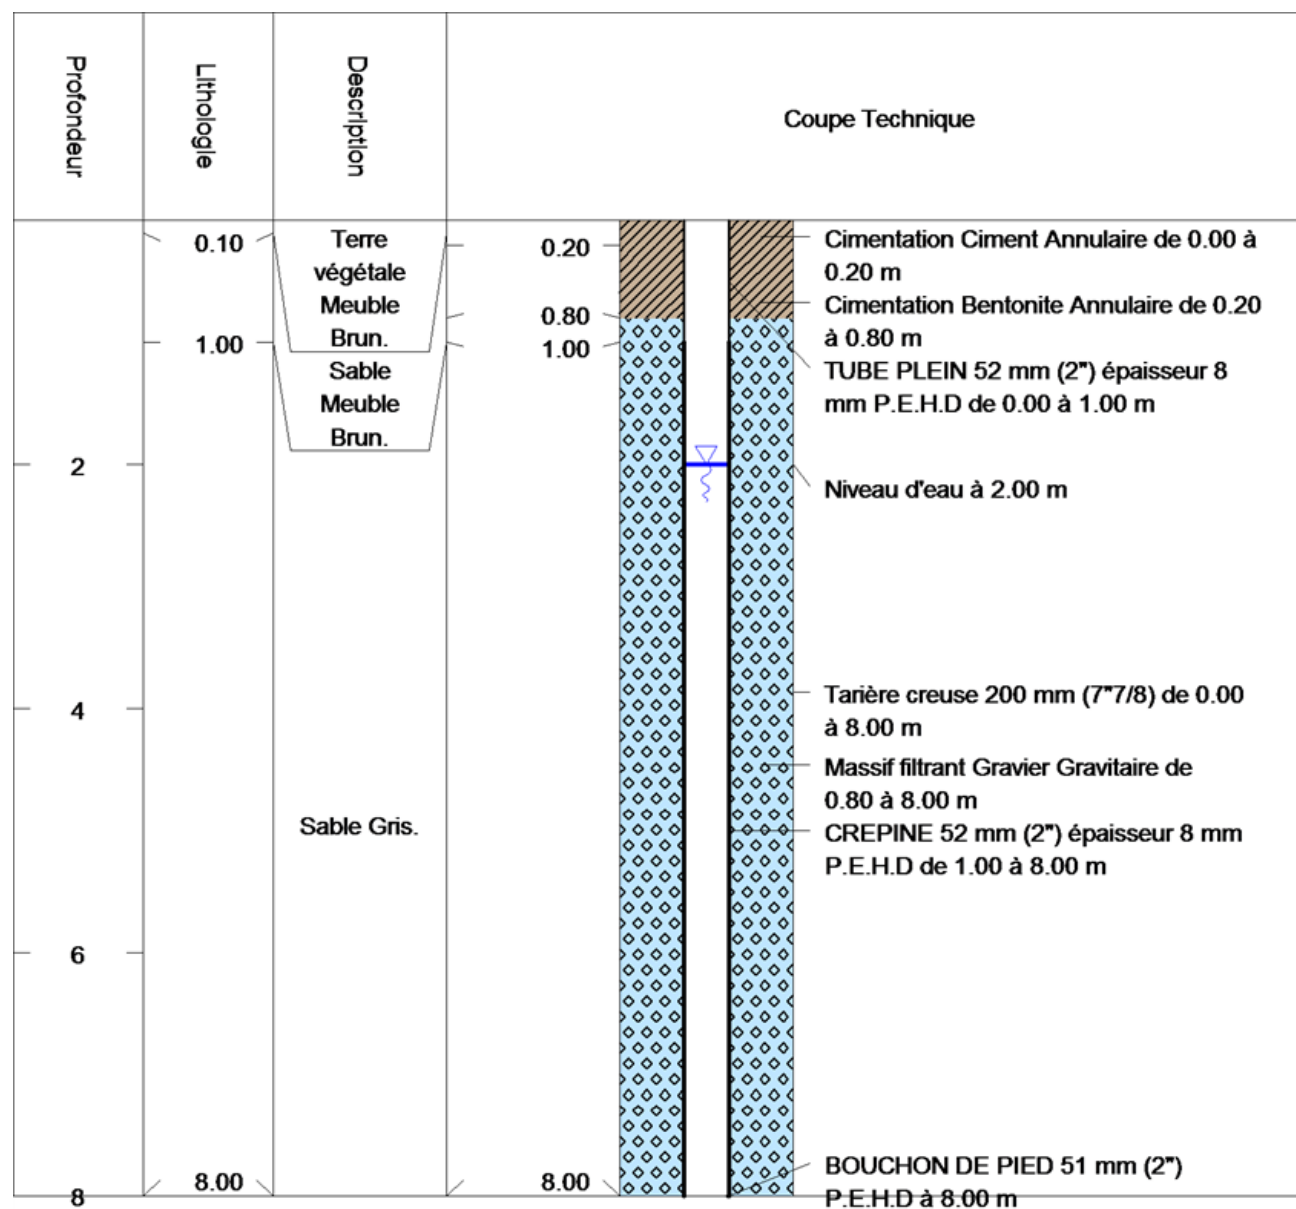 Profondeur
Lithologie
Description
Coupe Technique
0.10
1.00
8.00
Terre
végétale
Meuble
Brun.
Sable
Meuble
Brun.
Sable Gris.
2
4
6
8
0.20
0.80
1.00
8.00
Cimentation Ciment Annulaire de 0.00 à
0.20 m
Cimentation Bentonite Annulaire de 0.20
à 0.80 m
TUBE PLEIN 52 mm (2") épaisseur 8
mm P.E.H.D de 0.00 à 1.00 m
Niveau d'eau à 2.00 m
Tarière creuse 200 mm (7"7/8) de 0.00
à 8.00 m
Massif filtrant Gravier Gravitaire de
0.80 à 8.00 m
CREPINE 52 mm (2") épaisseur 8 mm
P.E.H.D de 1.00 à 8.00 m
BOUCHON DE PIED 51 mm (2")
P.E.H.D à 8.00 m